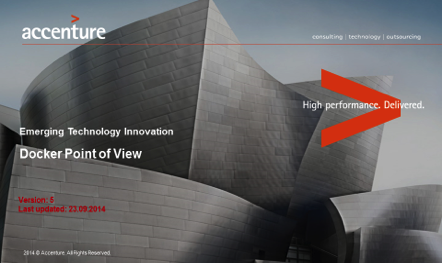 accenture
consulting | technology | outsourcing
High performance. Delivered.
Emerging Technology Innovation
Docker Point of View
Version: 5
Last updated: 23.09.2014
2014 © Accenture. All Rights Reserved.